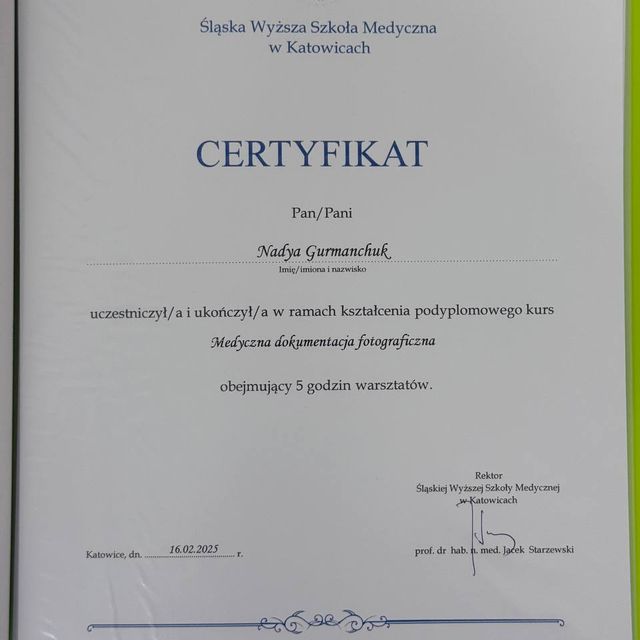 Śląska Wyższa Szkoła Medyczna
w Katowicach
CERTYFIKAT
Pan/Pani
Nadya Gurmanchuk
Imię/imiona i nazwisko
uczestniczył/a i ukończył/a w ramach kształcenia podyplomowego kurs
Medyczna dokumentacja fotograficzna
obejmujący 5 godzin warsztatów.
Rektor
Śląskiej Wyższej Szkoły Medycznej
w Katowicach
Katowice, dn. 16.02.2025 r.
prof. dr hab. n. med. Jacek Starzewski